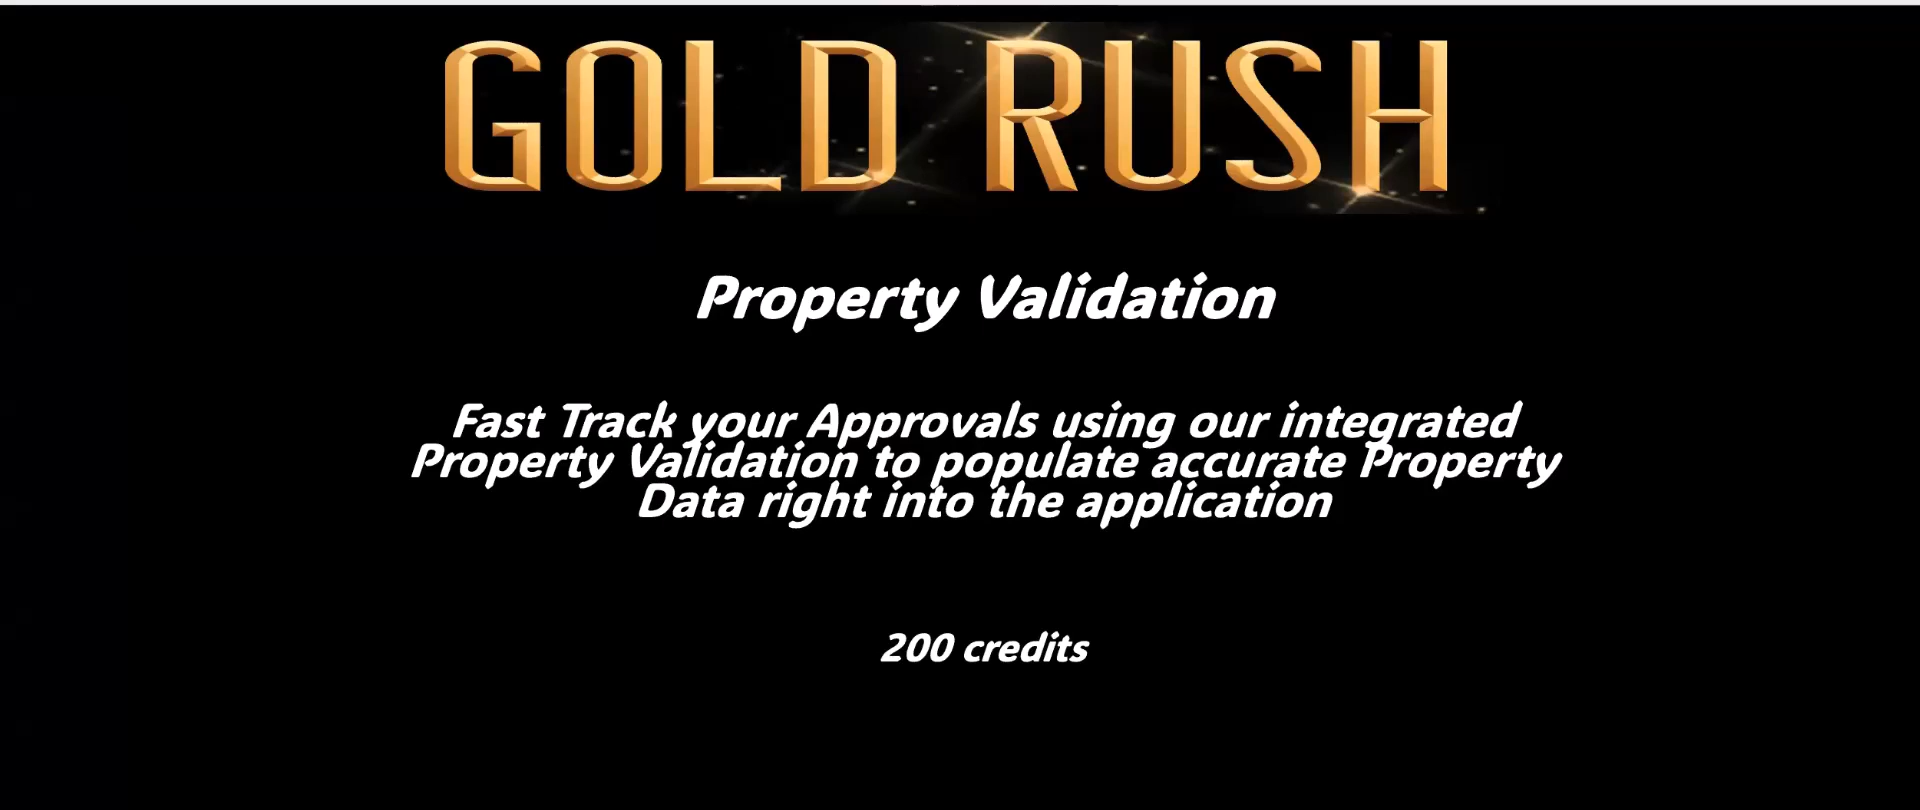 GOLD RUSH
Property Validation
Fast Track your Approvals using our integrated
Property Validation to populate accurate Property
Data right into the application
200 credits